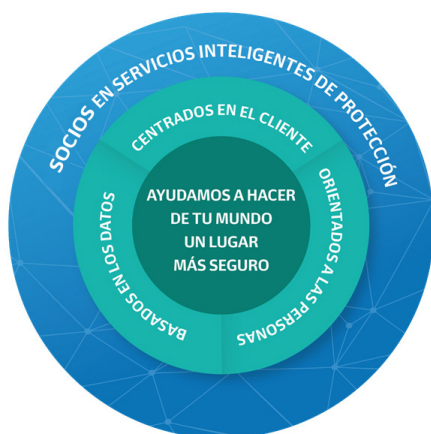 SOCIOS EN SERVICIOS INTELIGENTES DE PROTECCIÓN
CENTRADOS EN EL CLIENTE
ORIENTADOS A LAS PERSONAS
BASADOS EN LOS DATOS
AYUDAMOS A HACER
DE TU MUNDO
UN LUGAR
MÁS SEGURO